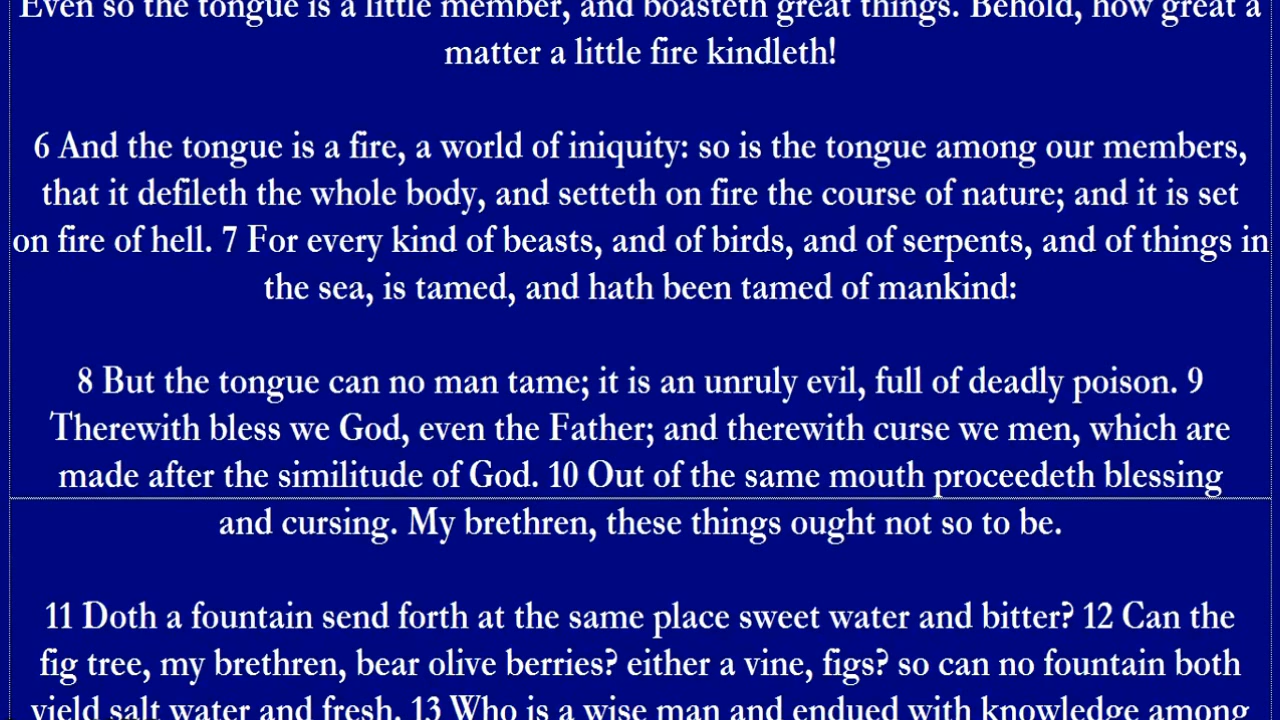 Even so the tongue is a little member, and boasteth great things. Behold, how great a
matter a little fire kindleth!
6 And the tongue is a fire, a world of iniquity: so is the tongue among our members,
that it defileth the whole body, and setteth on fire the course of nature; and it is set
on fire of hell. 7 For every kind of beasts, and of birds, and of serpents, and of things in
the sea, is tamed, and hath been tamed of mankind:
8 But the tongue can no man tame; it is an unruly evil, full of deadly poison. 9
Therewith bless we God, even the Father; and therewith curse we men, which are
made after the similitude of God. 10 Out of the same mouth proceedeth blessing
and cursing. My brethren, these things ought not so to be.
11 Doth a fountain send forth at the same place sweet water and bitter? 12 Can the
fig tree, my brethren, bear olive berries? either a vine, figs? so can no fountain both
yield salt water and fresh. 13 Who is a wise man and endued with knowledge among